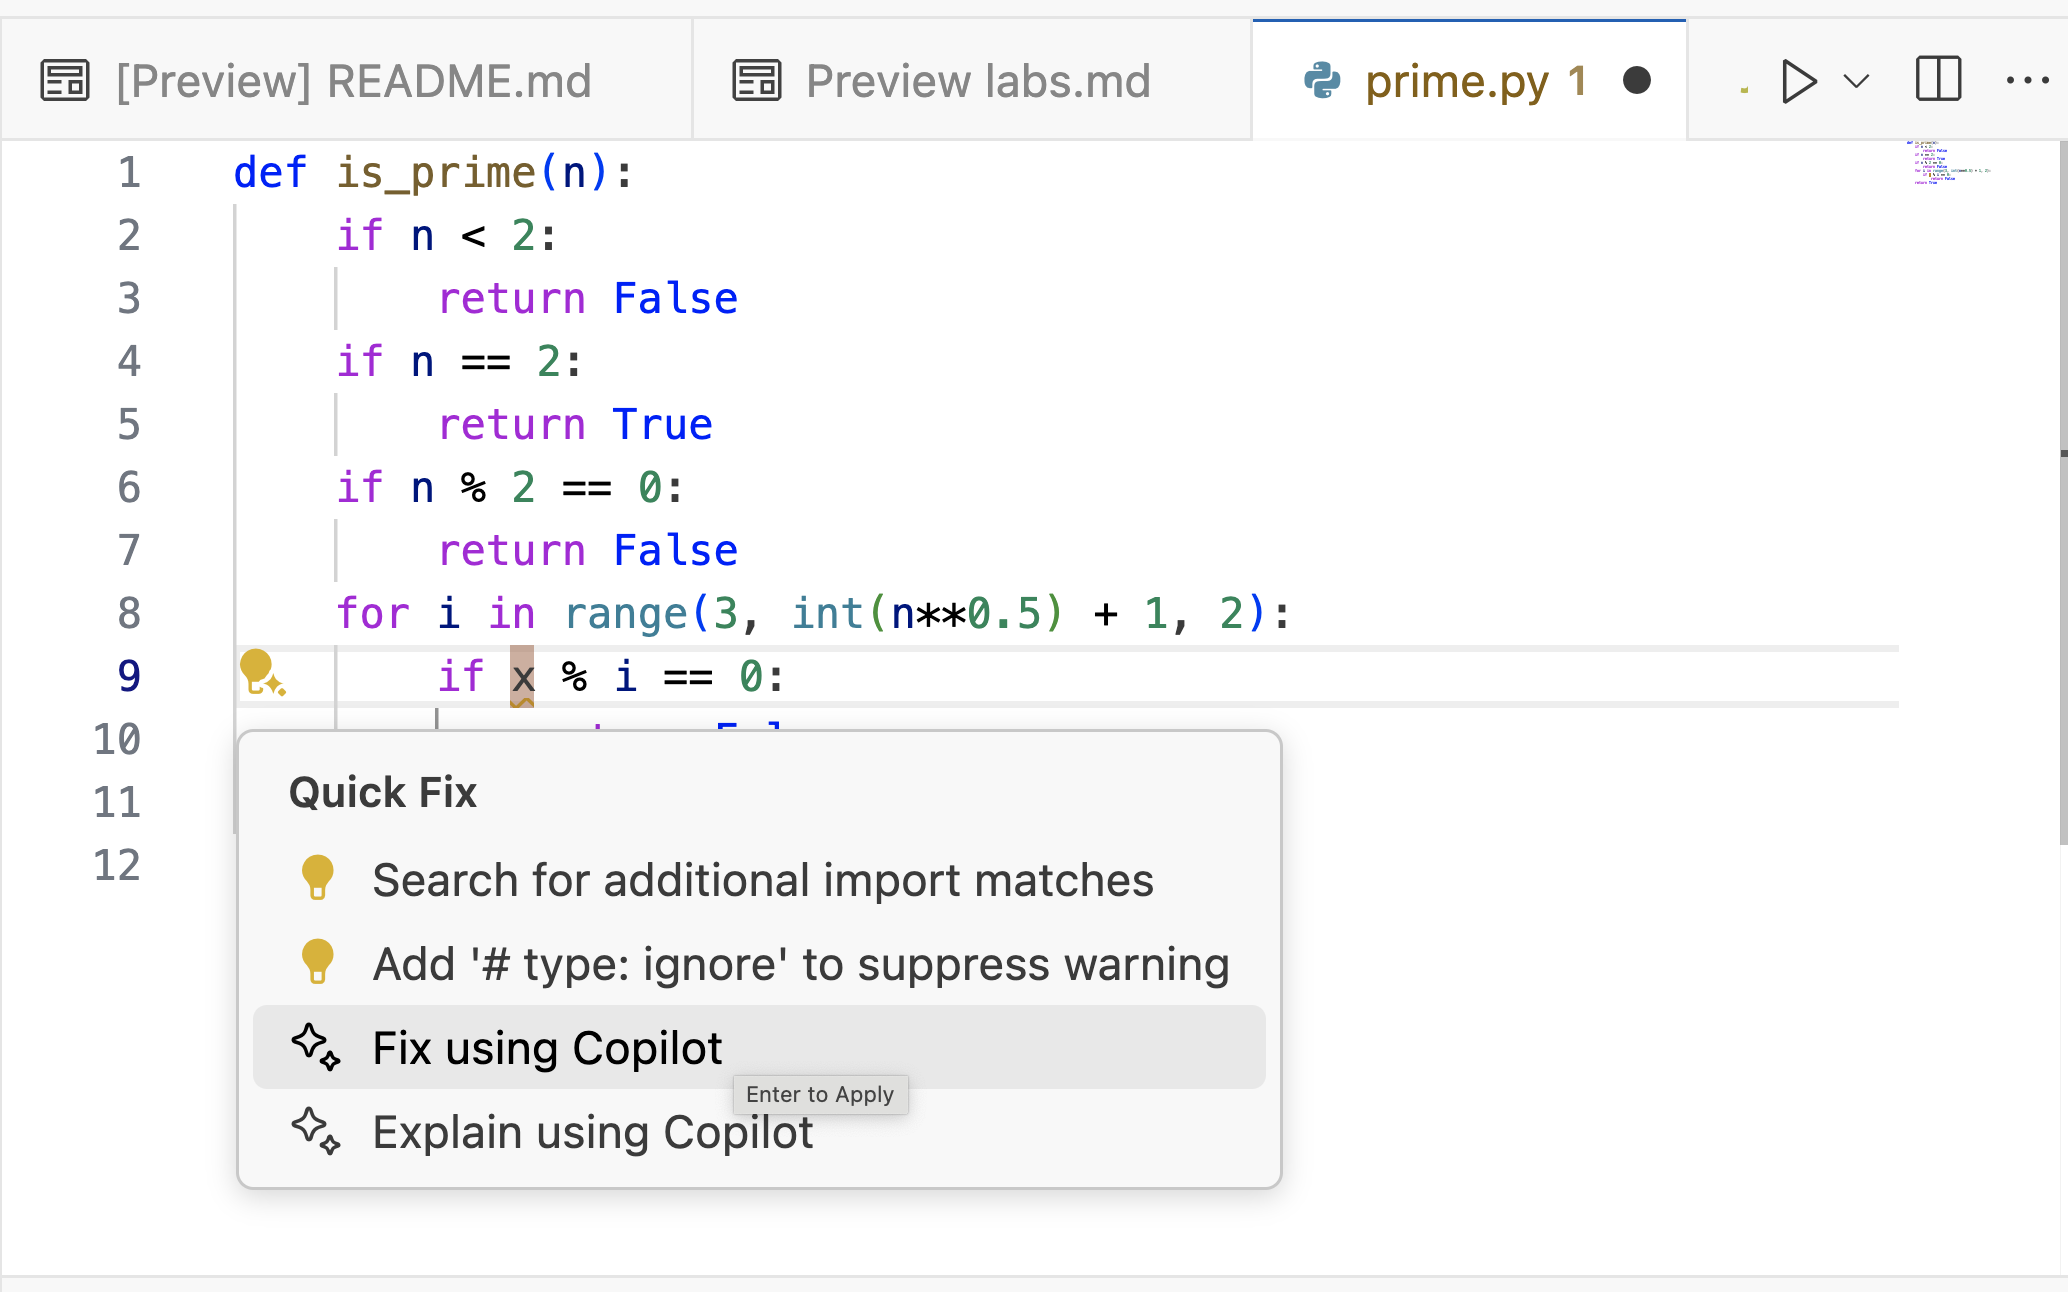 [Preview] README.md
Preview labs.md
prime.py 1
1 def is_prime(n):
2 if n < 2:
3 return False
4 if n == 2:
5 return True
6 if n % 2 == 0:
7 return False
8 for i in range(3, int(n**0.5) + 1, 2):
9 if x % i == 0:
10
11
12
Quick Fix
Search for additional import matches
Add '# type: ignore' to suppress warning
Fix using Copilot
Enter to Apply
Explain using Copilot